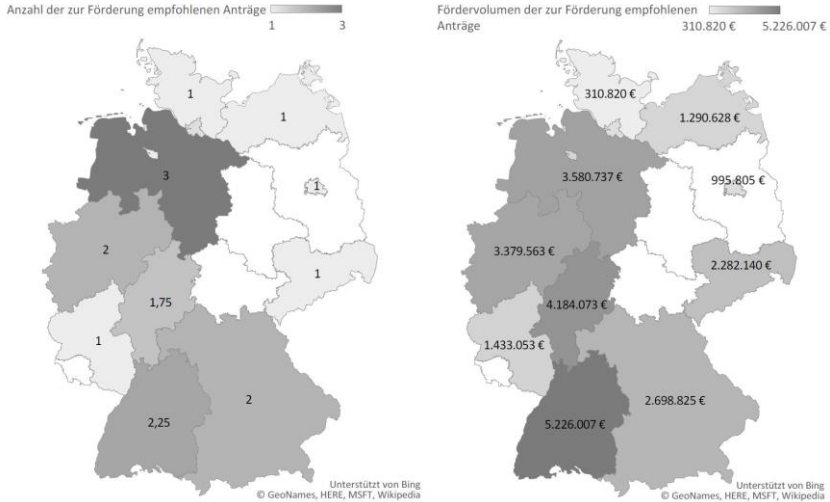 Anzahl der zur Förderung empfohlenen Anträge
1 3
1
1
3
1
2
1
1,75
1
2
2,25
Unterstützt von Bing
© GeoNames, HERE, MSFT, Wikipedia
Fördervolumen der zur Förderung empfohlenen
Anträge
310.820 € 5.226.007 €
310.820 €
1.290.628 €
3.580.737 €
995.805 €
3.379.563 €
2.282.140 €
4.184.073 €
1.433.053 €
2.698.825 €
5.226.007 €
Unterstützt von Bing
© GeoNames, HERE, MSFT, Wikipedia